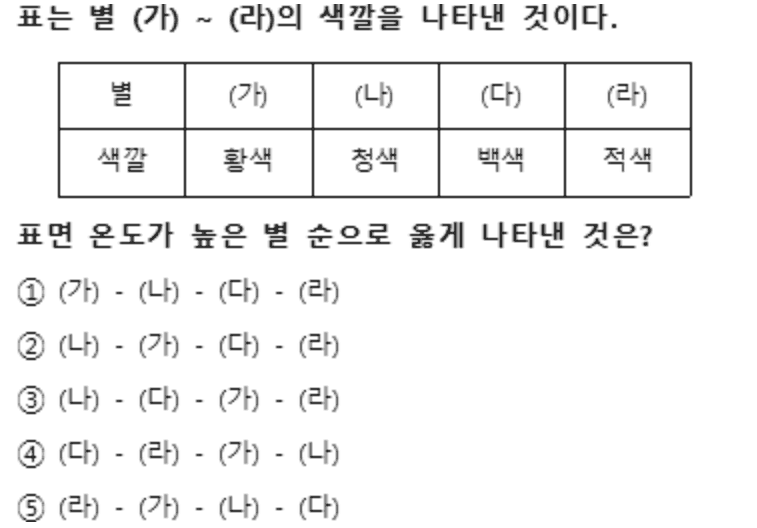 표는 별 (가) ~ (라)의 색깔을 나타낸 것이다.
별 (가) (나) (다) (라)
색깔 황색 청색 백색 적색
표면 온도가 높은 별 순으로 옳게 나타낸 것은?
① (가) - (나) - (다) - (라)
② (나) - (가) - (다) - (라)
③ (나) - (다) - (가) - (라)
④ (다) - (라) - (가) - (나)
⑤ (라) - (가) - (나) - (다)